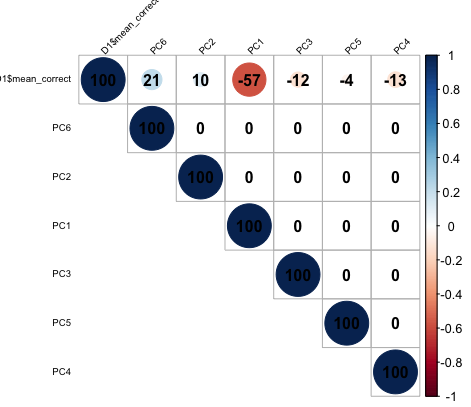 D1$mean_correct PC6 PC2 PC1 PC3 PC5 PC4
D1$mean_correct 100 21 10 -57 -12 -4 -13
PC6 100 0 0 0 0 0
PC2 100 0 0 0 0
PC1 100 0 0 0
PC3 100 0 0
PC5 100 0
PC4 100
1
0.8
0.6
0.4
0.2
0
-0.2
-0.4
-0.6
-0.8
-1